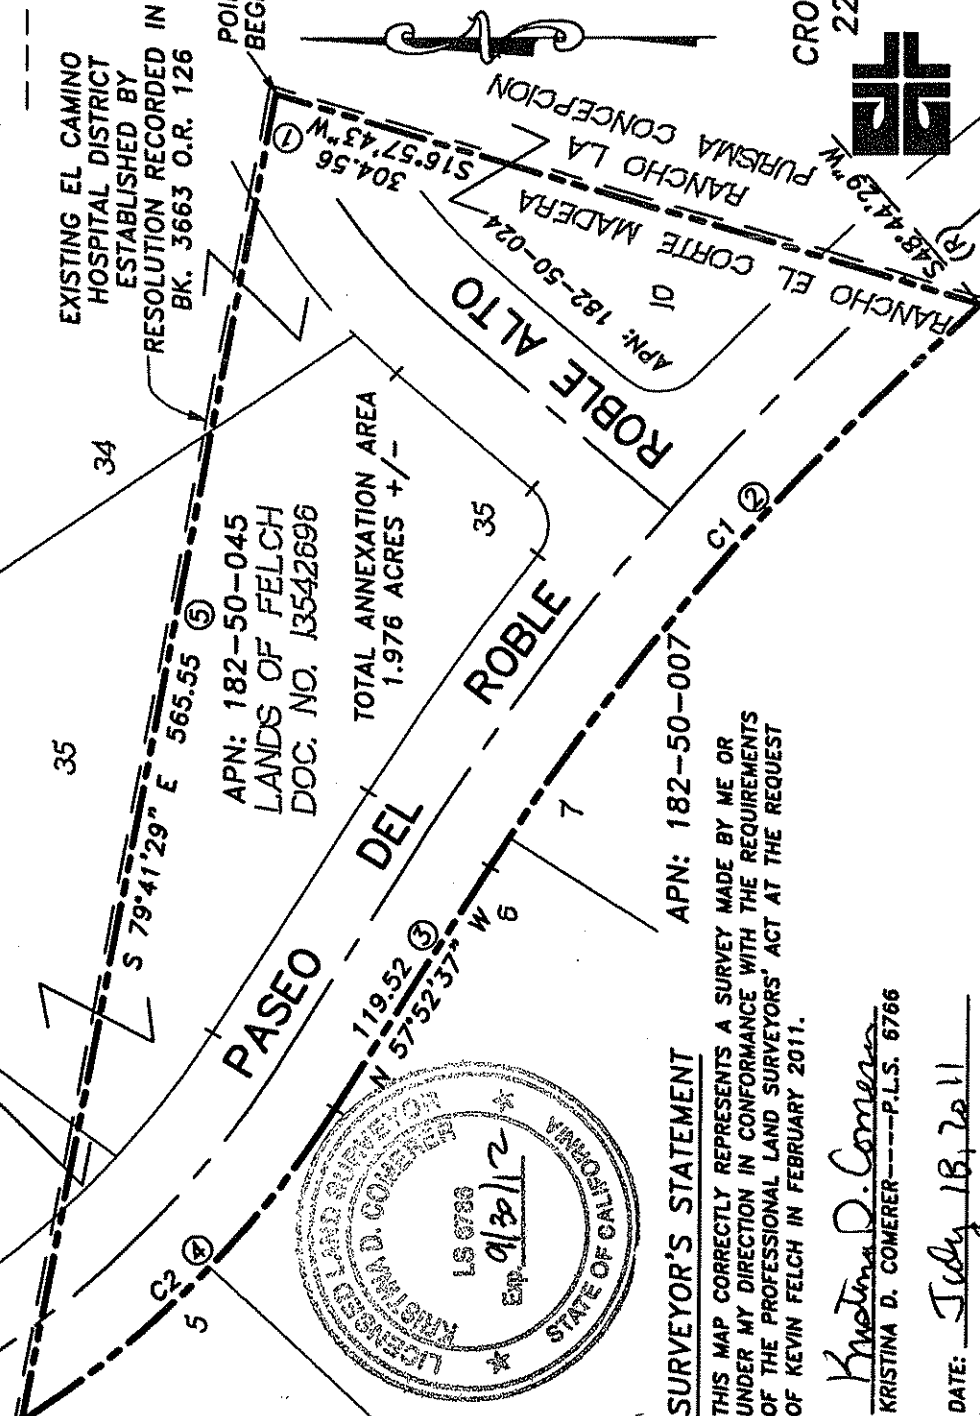 EXISTING EL CAMINO
HOSPITAL DISTRICT
ESTABLISHED BY
RESOLUTION RECORDED IN
BK. 3663 O.R. 126
34
35
S 79°41'29" E 565.55 ⑤
①
S16°57'43"W
304.56
RANCHO LA
PURISMA CONCEPCION
RANCHO EL CORTE MADERA
S48°44'29"W
(R)
APN: 182-50-024
10
ROBLE ALTO
APN: 182-50-045
LANDS OF FELCH
DOC. NO. 13542696
TOTAL ANNEXATION AREA
1.976 ACRES +/-
35
PASEO DEL ROBLE
C1 ②
119.52 ③
N 57°52'37" W
C2 ④
5
6
7
APN: 182-50-007
LICENSED LAND SURVEYOR
KRISTINA D. COMERER
LS 6766
Exp. 9/30/12
STATE OF CALIFORNIA
SURVEYOR'S STATEMENT
THIS MAP CORRECTLY REPRESENTS A SURVEY MADE BY ME OR
UNDER MY DIRECTION IN CONFORMANCE WITH THE REQUIREMENTS
OF THE PROFESSIONAL LAND SURVEYORS' ACT AT THE REQUEST
OF KEVIN FELCH IN FEBRUARY 2011.
Kristina D. Comerer
KRISTINA D. COMERER----P.L.S. 6766
DATE: July 18, 2011